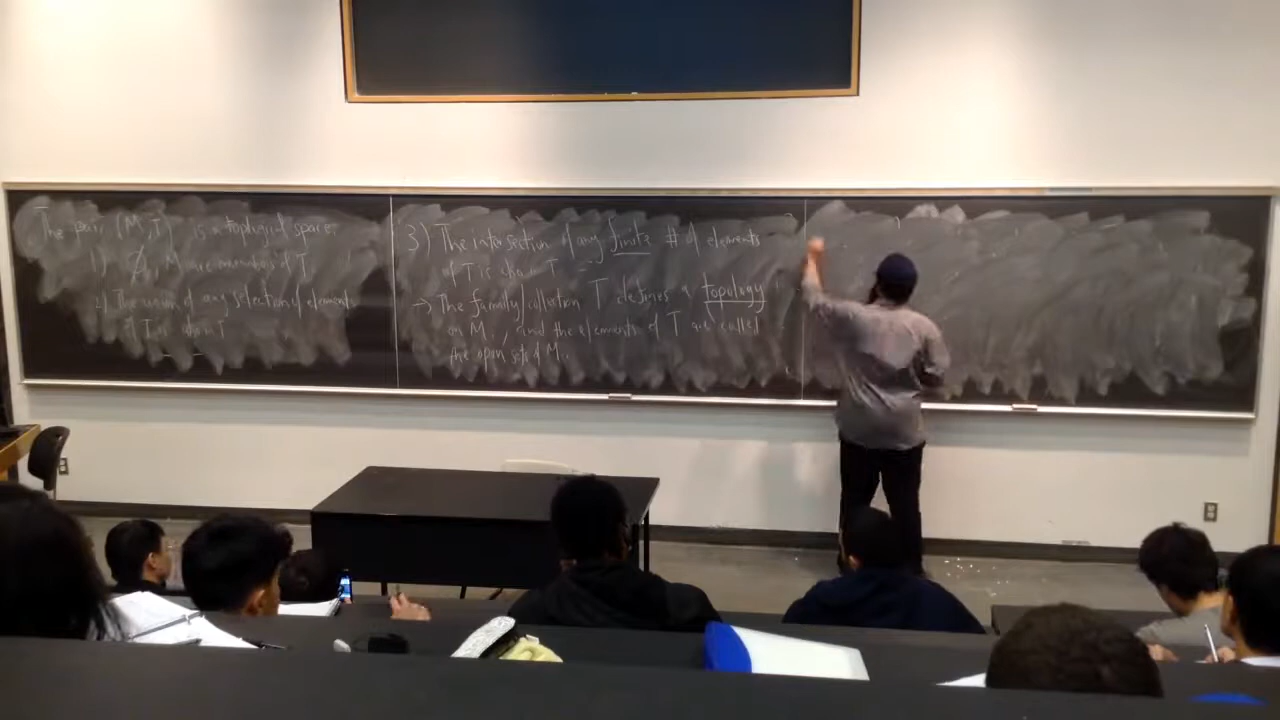 The pair (M,T) is a topological space;
1) ∅, M are members of T
2) The union of any selection of elements
of T is also in T
3) The intersection of any finite # of elements
of T is also in T
→) The family collection T defines a topology
on M, and the elements of T are called
the open sets of M.